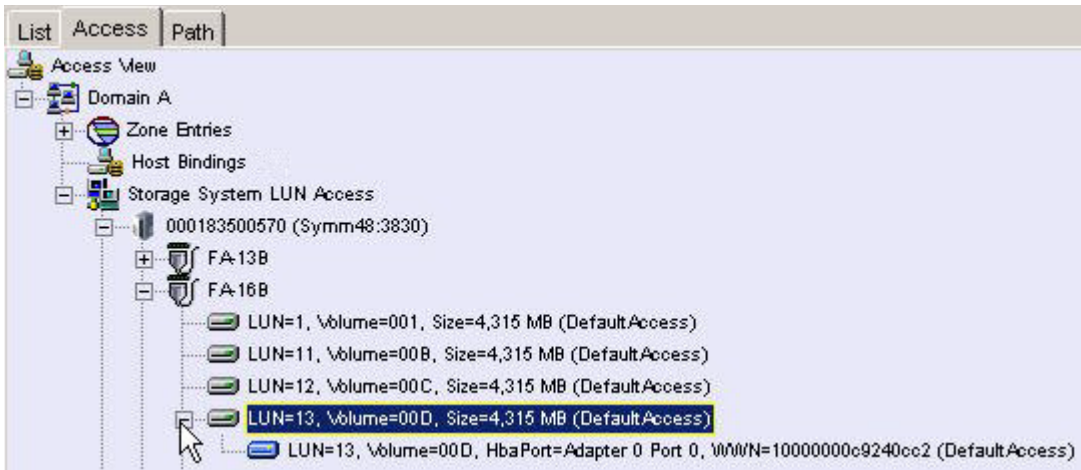 List Access Path
Access View
Domain A
Zone Entries
Host Bindings
Storage System LUN Access
000183500570 (Symm48:3830)
FA-13B
FA-16B
LUN=1, Volume=001, Size=4,315 MB (DefaultAccess)
LUN=11, Volume=00B, Size=4,315 MB (DefaultAccess)
LUN=12, Volume=00C, Size=4,315 MB (DefaultAccess)
LUN=13, Volume=00D, Size=4,315 MB (DefaultAccess)
LUN=13, Volume=00D, HbaPort=Adapter 0 Port 0, WWN=10000000c9240cc2 (DefaultAccess)